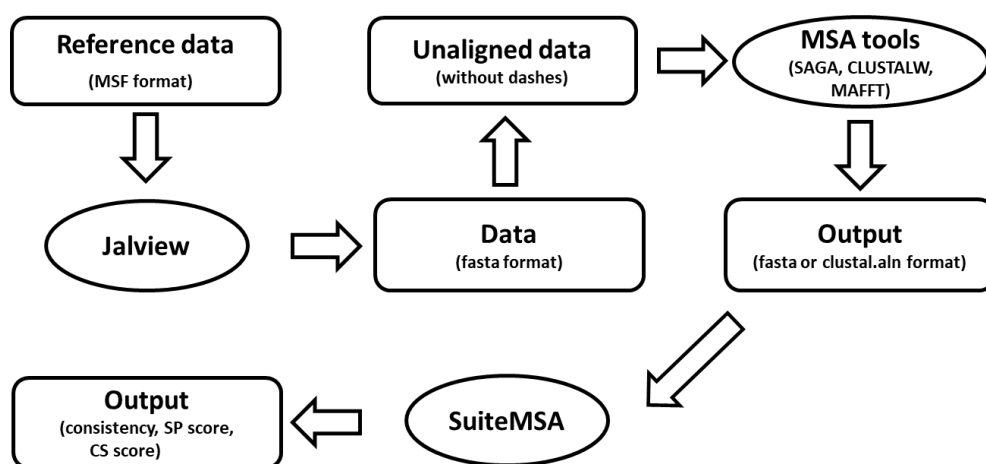 Reference data
(MSF format)
Unaligned data
(without dashes)
MSA tools
(SAGA, CLUSTALW,
MAFFT)
Jalview
Data
(fasta format)
Output
(fasta or clustal.aln format)
SuiteMSA
Output
(consistency, SP score,
CS score)